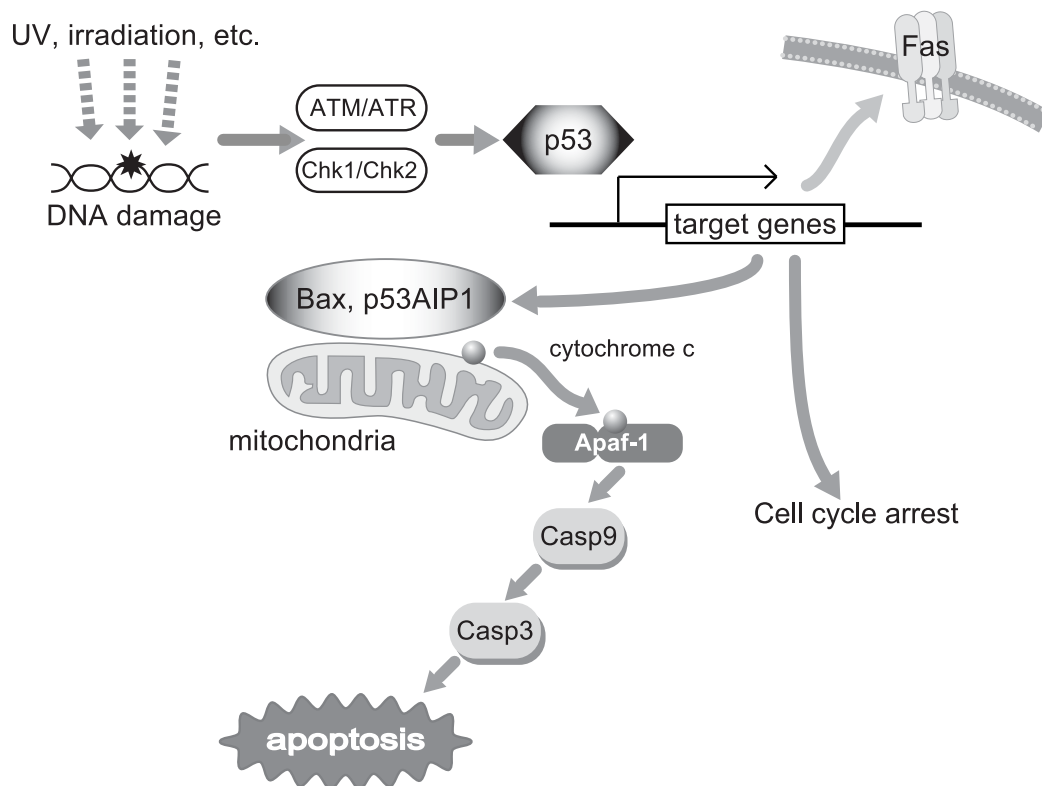 UV, irradiation, etc.
Fas
ATM/ATR
Chk1/Chk2
p53
DNA damage
target genes
Bax, p53AIP1
cytochrome c
mitochondria
Apaf-1
Cell cycle arrest
Casp9
Casp3
apoptosis